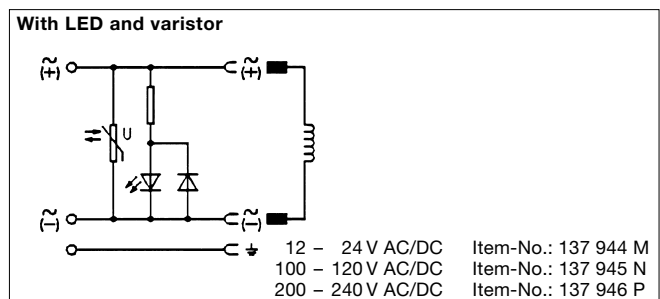 With LED and varistor
(+) (+)
U
(–) (–)
12 – 24 V AC/DC Item-No.: 137 944 M
100 – 120 V AC/DC Item-No.: 137 945 N
200 – 240 V AC/DC Item-No.: 137 946 P